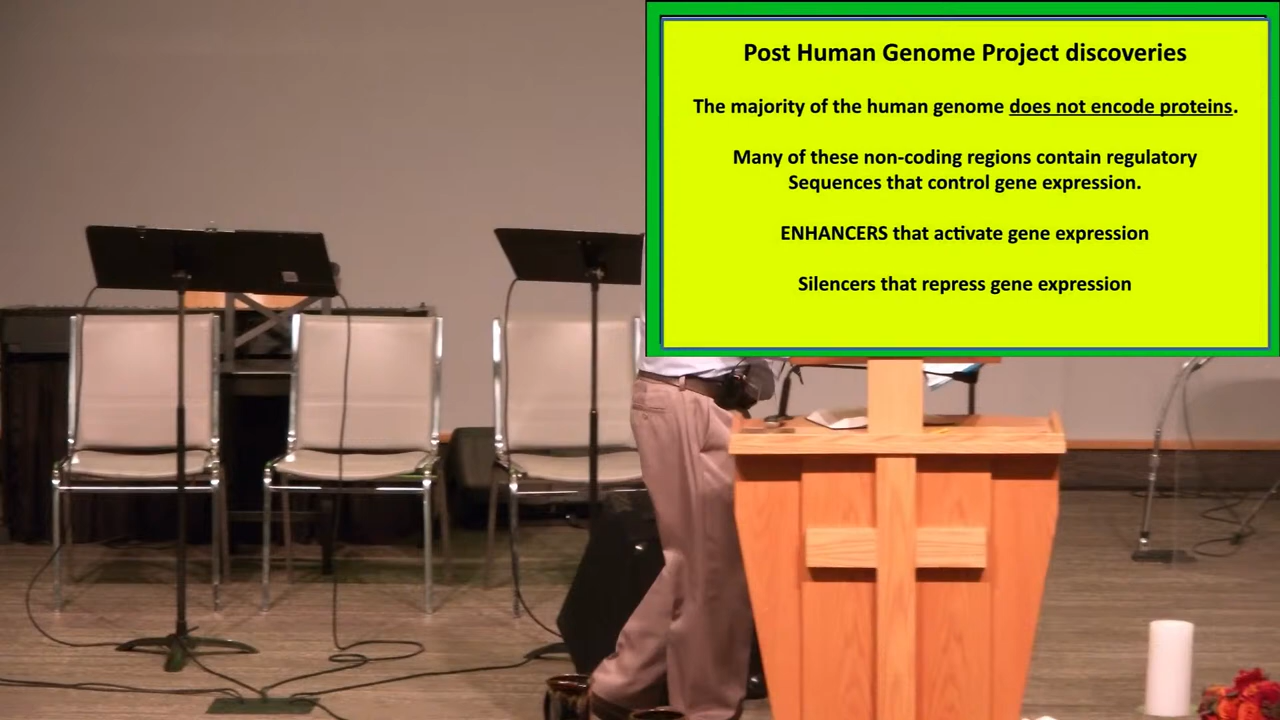 Post Human Genome Project discoveries
The majority of the human genome does not encode proteins.
Many of these non-coding regions contain regulatory
Sequences that control gene expression.
ENHANCERS that activate gene expression
Silencers that repress gene expression